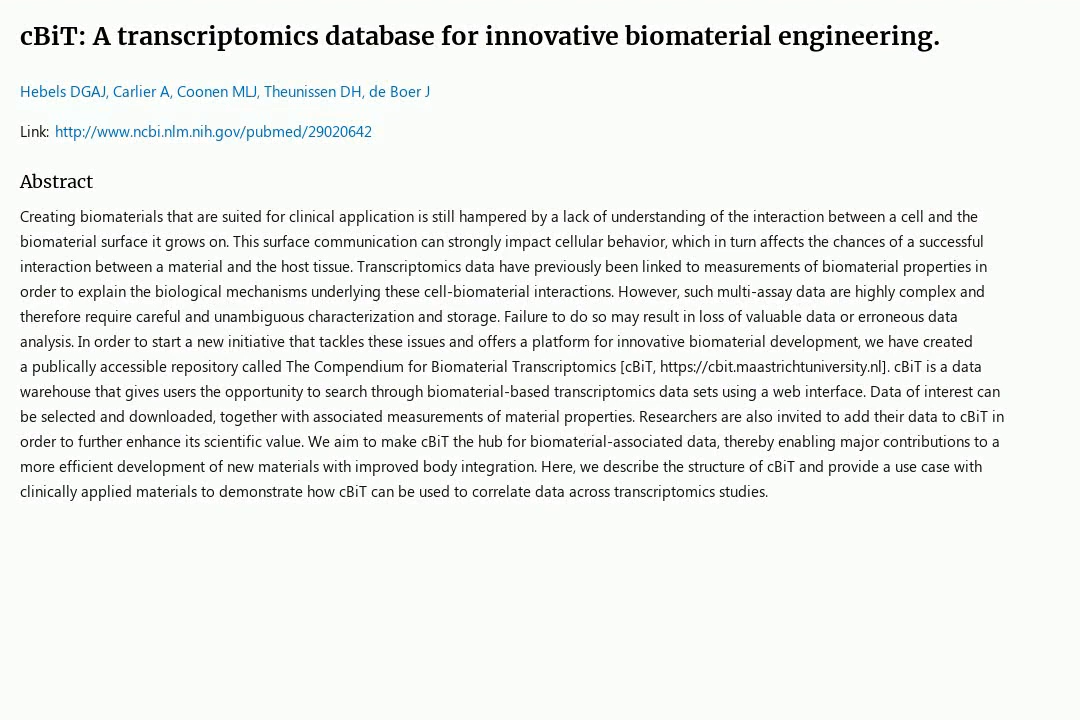 cBiT: A transcriptomics database for innovative biomaterial engineering.
Hebels DGAJ, Carlier A, Coonen MLJ, Theunissen DH, de Boer J
Link: http://www.ncbi.nlm.nih.gov/pubmed/29020642
Abstract
Creating biomaterials that are suited for clinical application is still hampered by a lack of understanding of the interaction between a cell and the
biomaterial surface it grows on. This surface communication can strongly impact cellular behavior, which in turn affects the chances of a successful
interaction between a material and the host tissue. Transcriptomics data have previously been linked to measurements of biomaterial properties in
order to explain the biological mechanisms underlying these cell-biomaterial interactions. However, such multi-assay data are highly complex and
therefore require careful and unambiguous characterization and storage. Failure to do so may result in loss of valuable data or erroneous data
analysis. In order to start a new initiative that tackles these issues and offers a platform for innovative biomaterial development, we have created
a publically accessible repository called The Compendium for Biomaterial Transcriptomics [cBiT, https://cbit.maastrichtuniversity.nl]. cBiT is a data
warehouse that gives users the opportunity to search through biomaterial-based transcriptomics data sets using a web interface. Data of interest can
be selected and downloaded, together with associated measurements of material properties. Researchers are also invited to add their data to cBiT in
order to further enhance its scientific value. We aim to make cBiT the hub for biomaterial-associated data, thereby enabling major contributions to a
more efficient development of new materials with improved body integration. Here, we describe the structure of cBiT and provide a use case with
clinically applied materials to demonstrate how cBiT can be used to correlate data across transcriptomics studies.